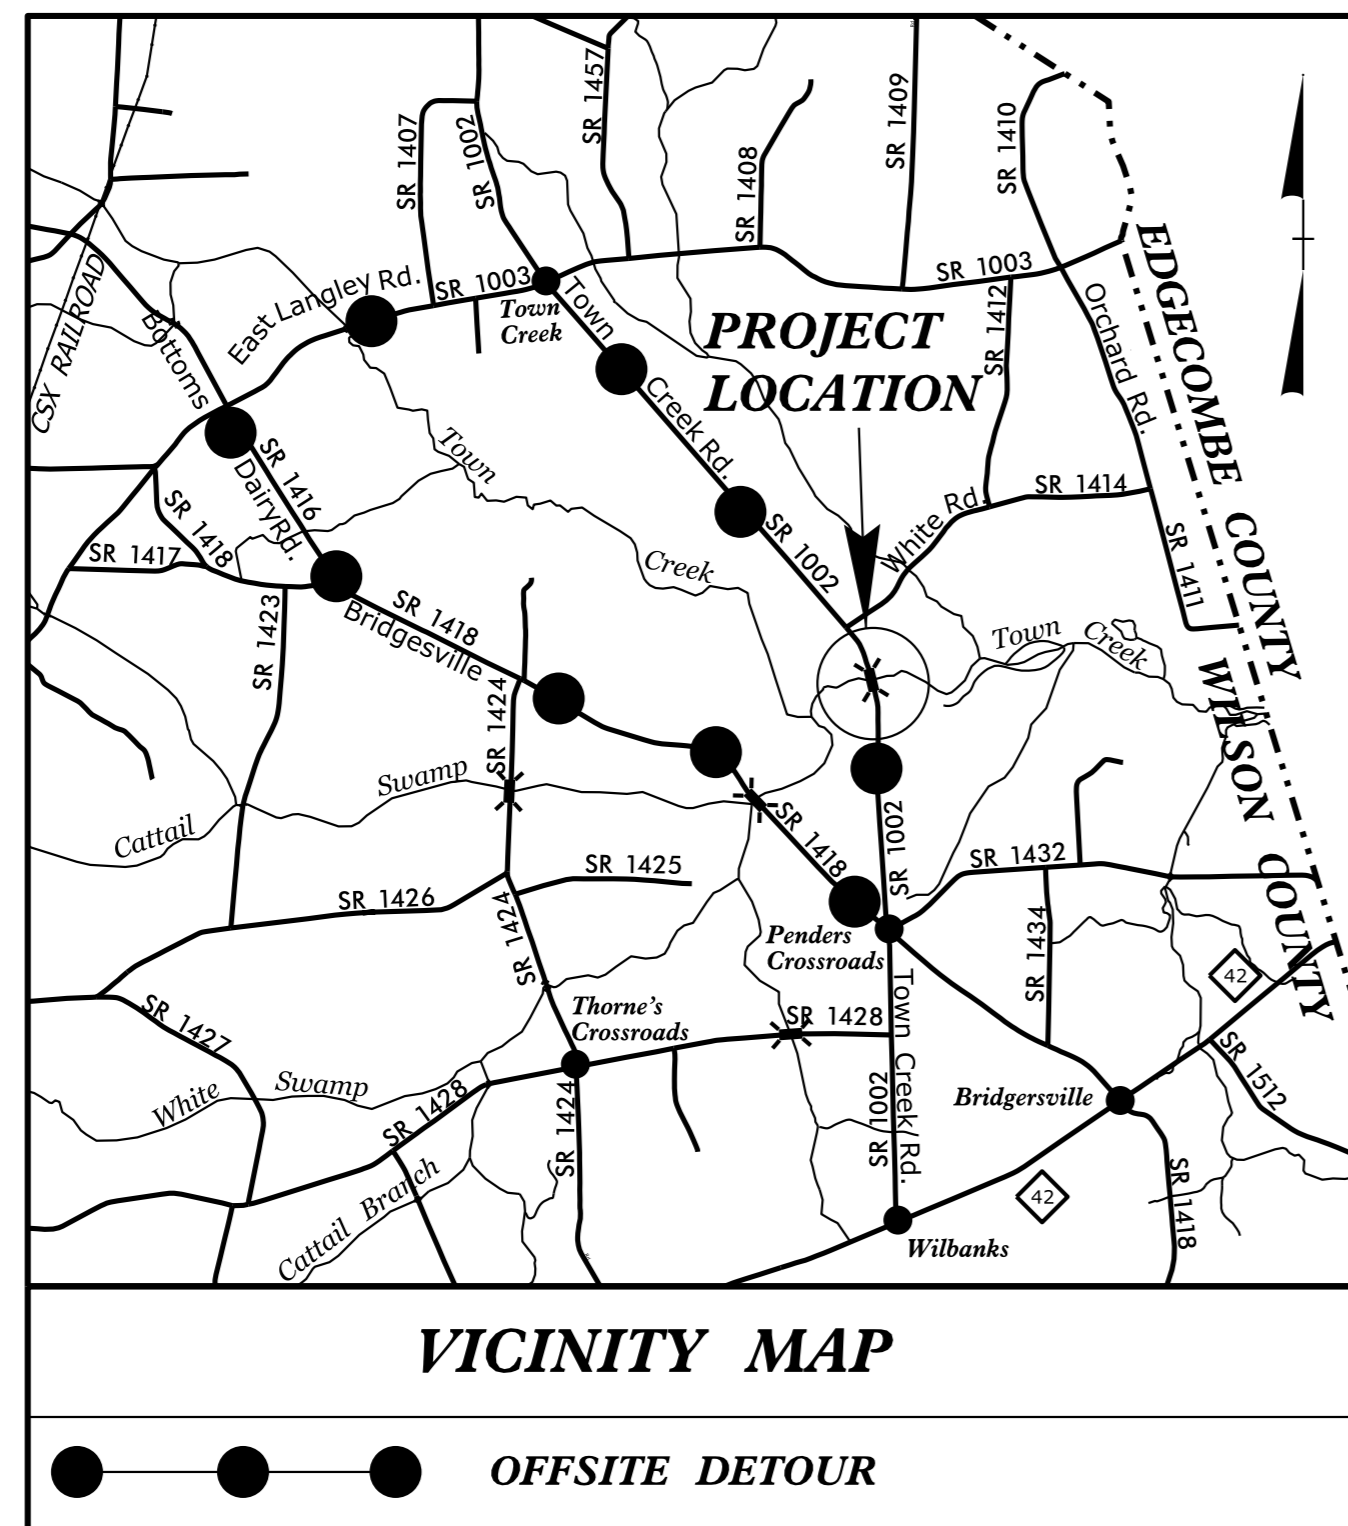 SR 1457
SR 1409
SR 1407
SR 1002
SR 1408
SR 1410
EDGECOMBE COUNTY
CSX RAILROAD
East Langley Rd.
SR 1003
Town
Creek
SR 1003
SR 1412
Orchard Rd.
Bottoms
Town
Creek Rd.
PROJECT
LOCATION
SR 1416
Dairy Rd.
Town
SR 1418
SR 1417
SR 1002
White Rd.
SR 1414
SR 1411
Creek
SR 1423
SR 1418
Bridgesville
Town
Creek
WILSON COUNTY
SR 1424
Swamp
Cattail
SR 1418
SR 1002
SR 1432
SR 1425
SR 1426
SR 1424
SR 1434
Penders
Crossroads
42
Thorne's
Crossroads
SR 1428
Town Creek Rd.
SR 1427
White
Swamp
SR 1428
SR 1424
SR 1002
Bridgersville
SR 1512
Cattail Branch
42
SR 1418
Wilbanks
VICINITY MAP
OFFSITE DETOUR